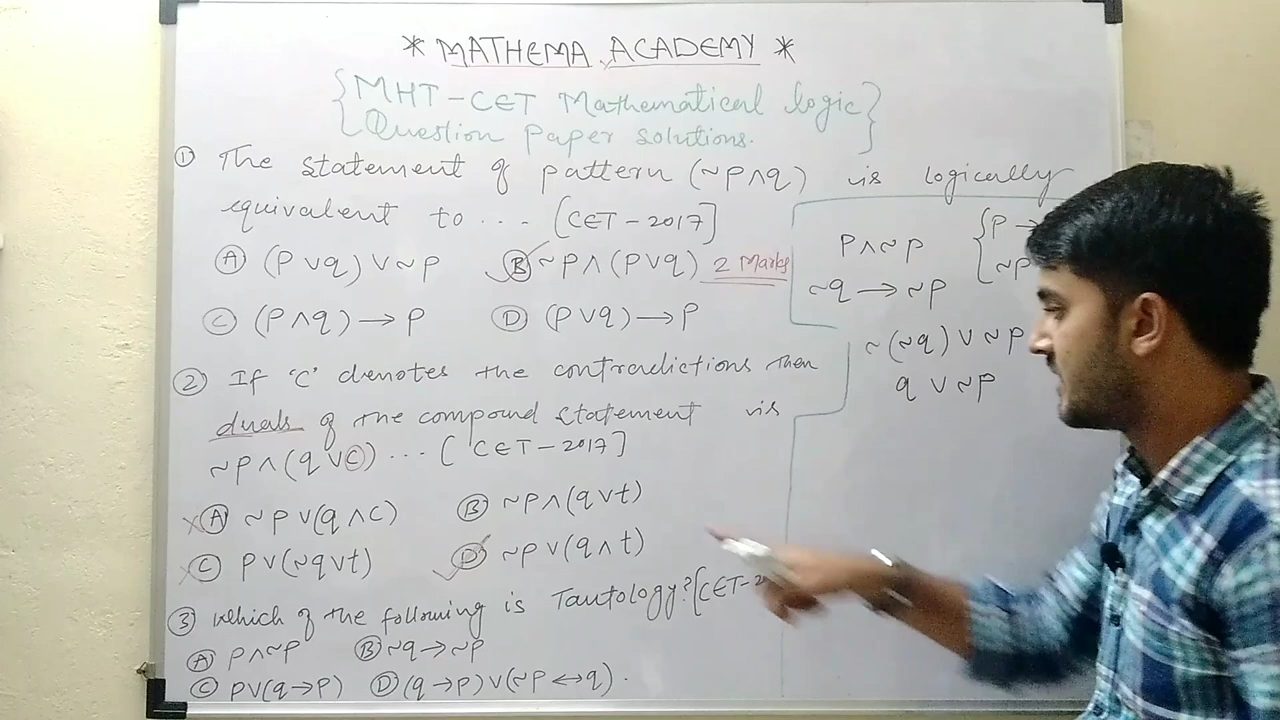 * MATHEMA ACADEMY *
{MHT-CET Mathematical logic
Question Paper solutions.}
① The statement of pattern (~p∧q) is logically
equivalent to ... [CET-2017]
Ⓐ (p∨q)∨~p Ⓑ ~p∧(p∨q) 2 Marks
Ⓒ (p∧q)→p Ⓓ (p∨q)→p
② If 'c' denotes the contradictions then
duals of the compound statement is
~p∧(q∨c) ... [CET-2017]
Ⓐ ~p∨(q∧c) Ⓑ ~p∧(q∨t)
Ⓒ p∨(~q∨t) Ⓓ ~p∨(q∧t)
③ Which of the following is Tautology? [CET-2
Ⓐ p∧~p Ⓑ ~q→~p
Ⓒ p∨(q→p) Ⓓ (q→p)∨(~p↔q).
p∧~p
~q→~p
{p→
~p
~(~q)∨~p
q∨~p